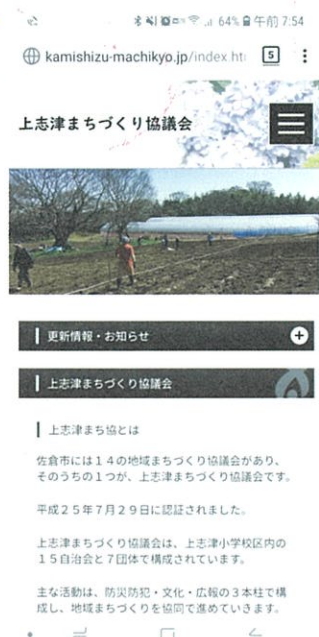 64% 午前 7:54
kamishizu-machikyo.jp/index.ht
5
上志津まちづくり協議会
更新情報・お知らせ
上志津まちづくり協議会
上志津まち協とは
佐倉市には１４の地域まちづくり協議会があり、
そのうちの１つが、上志津まちづくり協議会です。
平成２５年７月２９日に認証されました。
上志津まちづくり協議会は、上志津小学校区内の
１５自治会と７団体で構成されています。
主な活動は、防災防犯・文化・広報の３本柱で構
成し、地域まちづくりを協同で進めていきます。